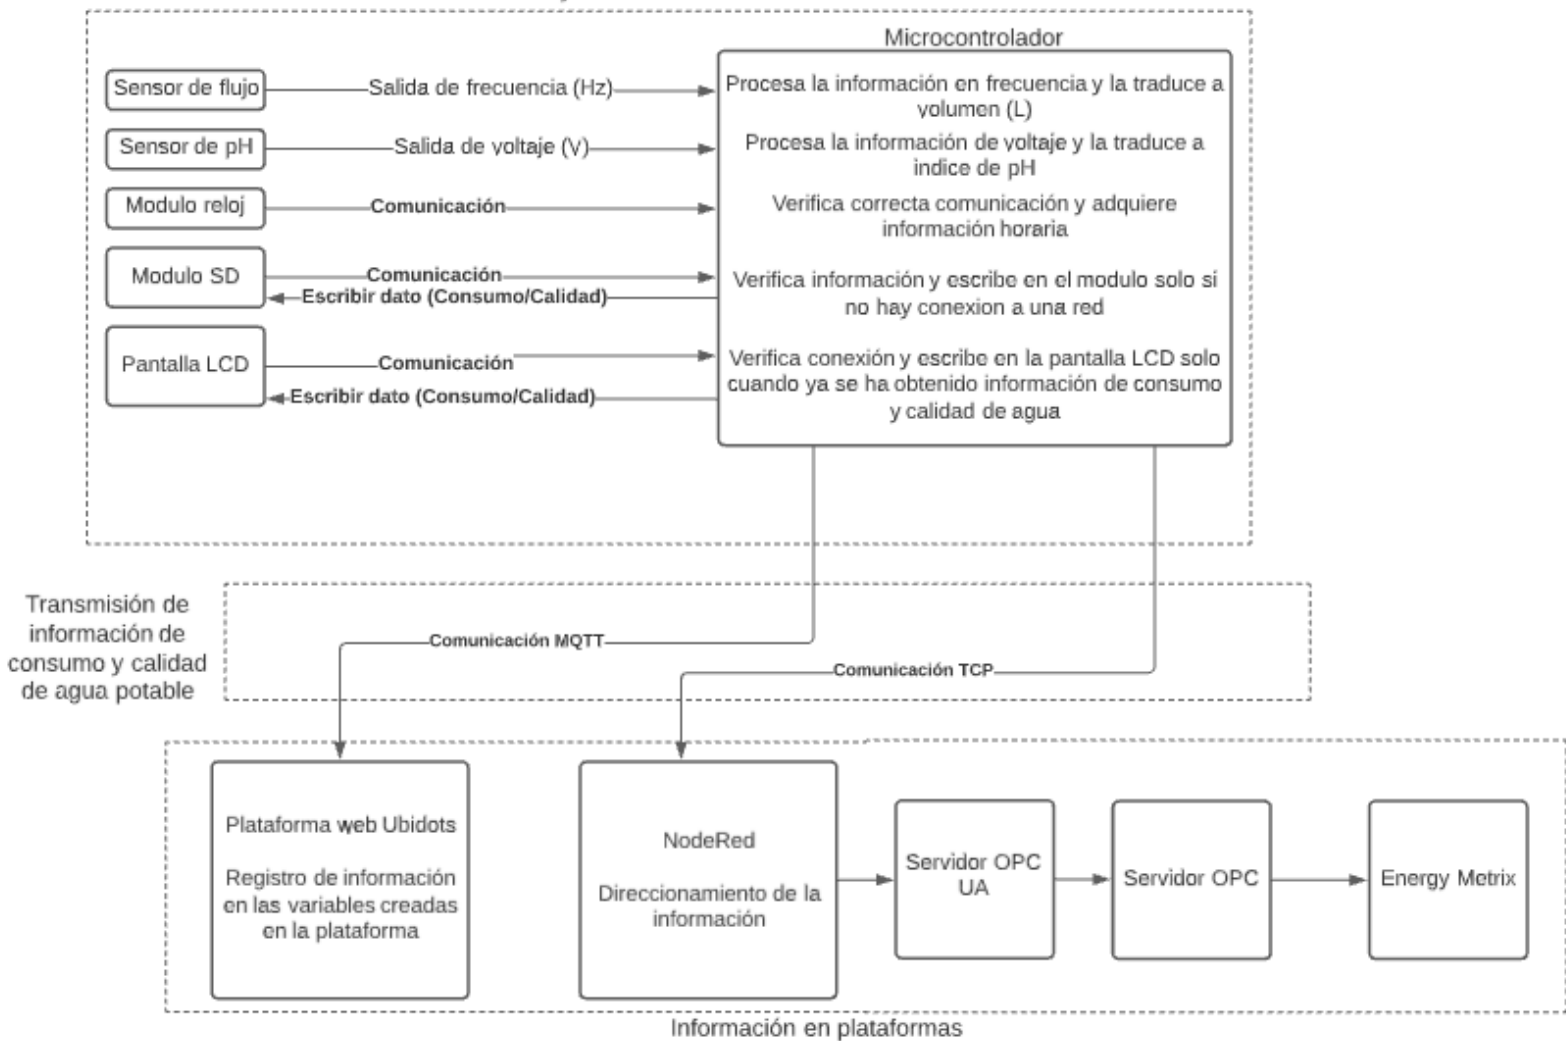 Microcontrolador
Sensor de flujo
Salida de frecuencia (Hz)
Procesa la información en frecuencia y la traduce a
volumen (L)
Sensor de pH
Salida de voltaje (V)
Procesa la información de voltaje y la traduce a
indice de pH
Modulo reloj
Comunicación
Verifica correcta comunicación y adquiere
información horaria
Modulo SD
Comunicación
Escribir dato (Consumo/Calidad)
Verifica información y escribe en el modulo solo si
no hay conexion a una red
Pantalla LCD
Comunicación
Escribir dato (Consumo/Calidad)
Verifica conexión y escribe en la pantalla LCD solo
cuando ya se ha obtenido información de consumo
y calidad de agua
Transmisión de
información de
consumo y calidad
de agua potable
Comunicación MQTT
Comunicación TCP
Plataforma web Ubidots
Registro de información
en las variables creadas
en la plataforma
NodeRed
Direccionamiento de la
información
Servidor OPC
UA
Servidor OPC
Energy Metrix
Información en plataformas